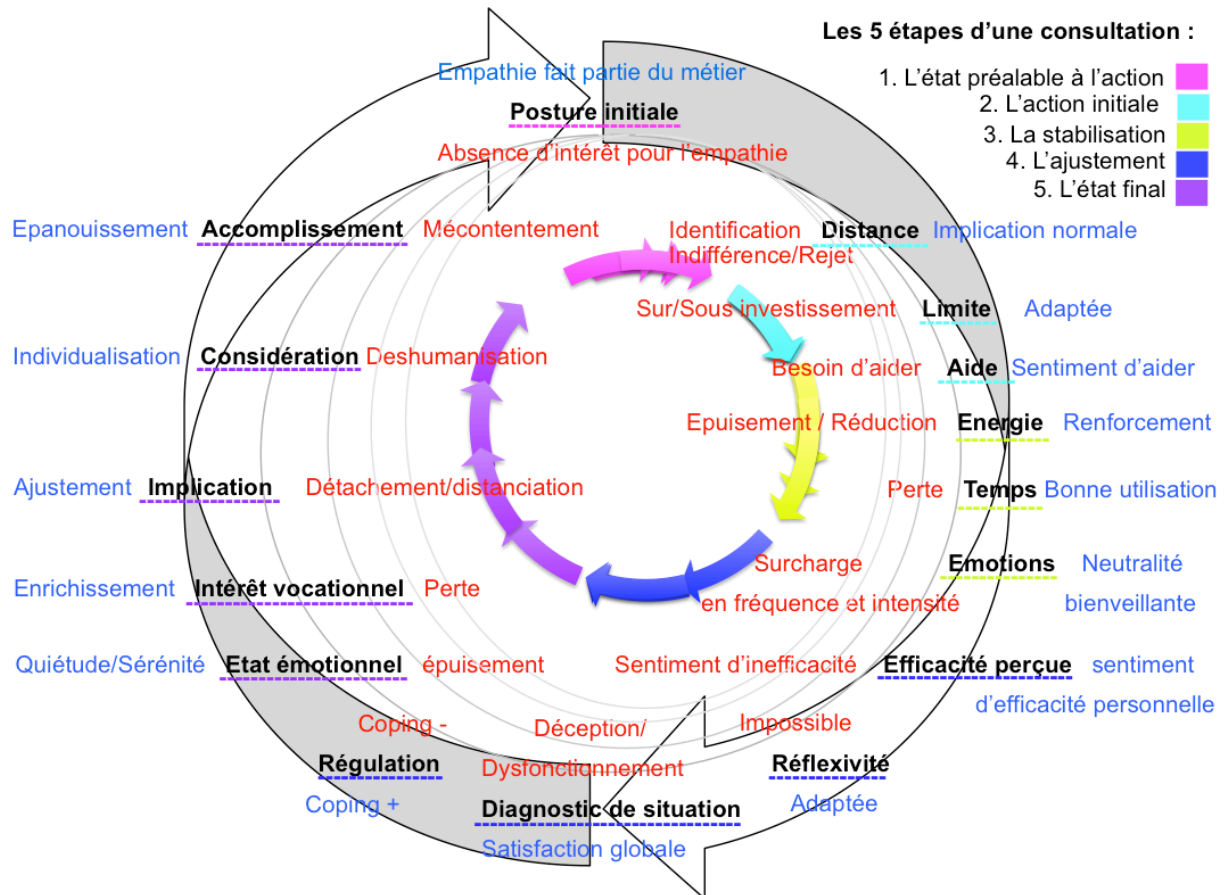 Les 5 étapes d'une consultation :
1. L'état préalable à l'action
2. L'action initiale
3. La stabilisation
4. L'ajustement
5. L'état final
Empathie fait partie du métier
Posture initiale
Absence d'intérêt pour l'empathie
Epanouissement Accomplissement Mécontentement
Identification Distance Implication normale
Indifférence/Rejet
Sur/Sous investissement Limite Adaptée
Individualisation Considération Deshumanisation
Besoin d'aider Aide Sentiment d'aider
Epuisement / Réduction Energie Renforcement
Ajustement Implication Détachement/distanciation
Perte Temps Bonne utilisation
Surcharge Emotions Neutralité
en fréquence et intensité bienveillante
Enrichissement Intérêt vocationnel Perte
Quiétude/Sérénité Etat émotionnel épuisement
Sentiment d'inefficacité Efficacité perçue sentiment
d'efficacité personnelle
Coping -
Déception/
Impossible
Régulation
Dysfonctionnement
Réflexivité
Coping +
Diagnostic de situation
Adaptée
Satisfaction globale